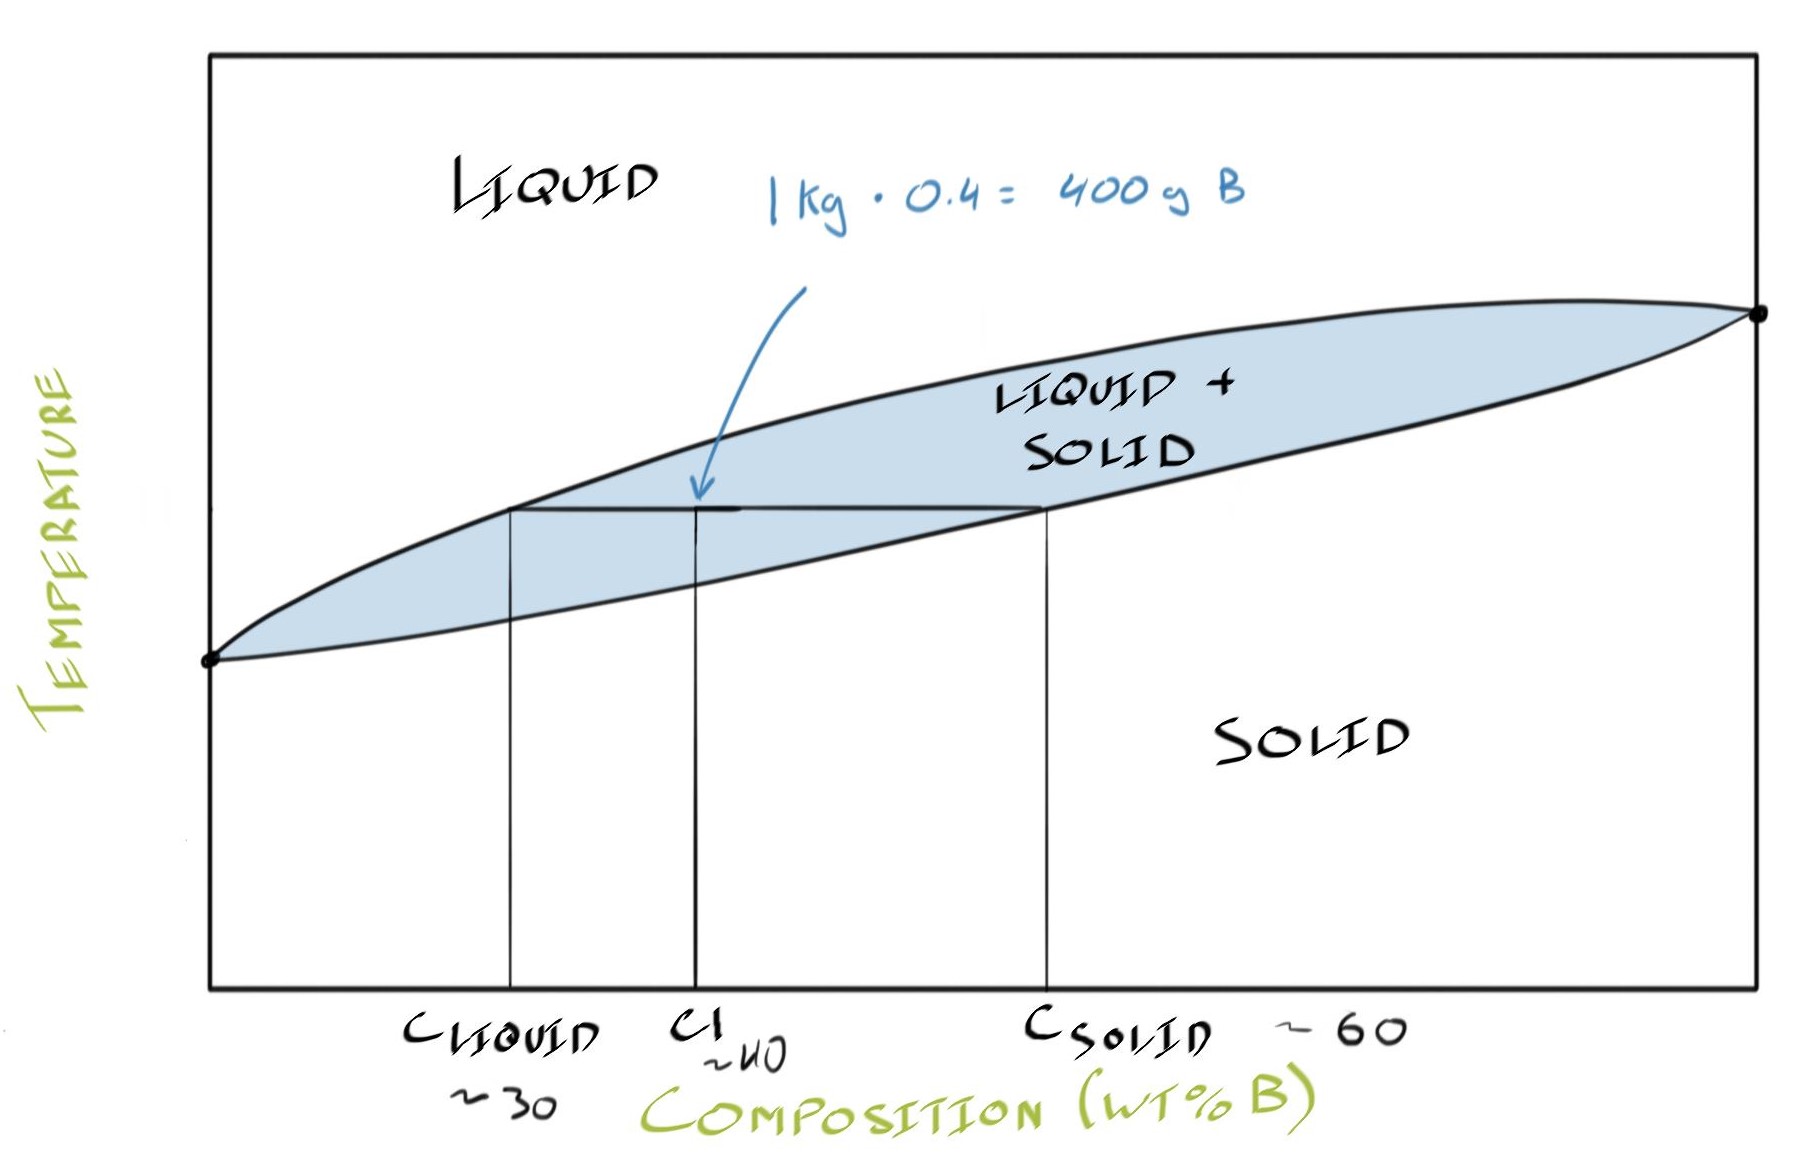 LIQUID
1 kg · 0.4 = 400 g B
LIQUID +
SOLID
TEMPERATURE
SOLID
CLIQUID
~30
C1
~40
CSOLID ~60
COMPOSITION (WT% B)